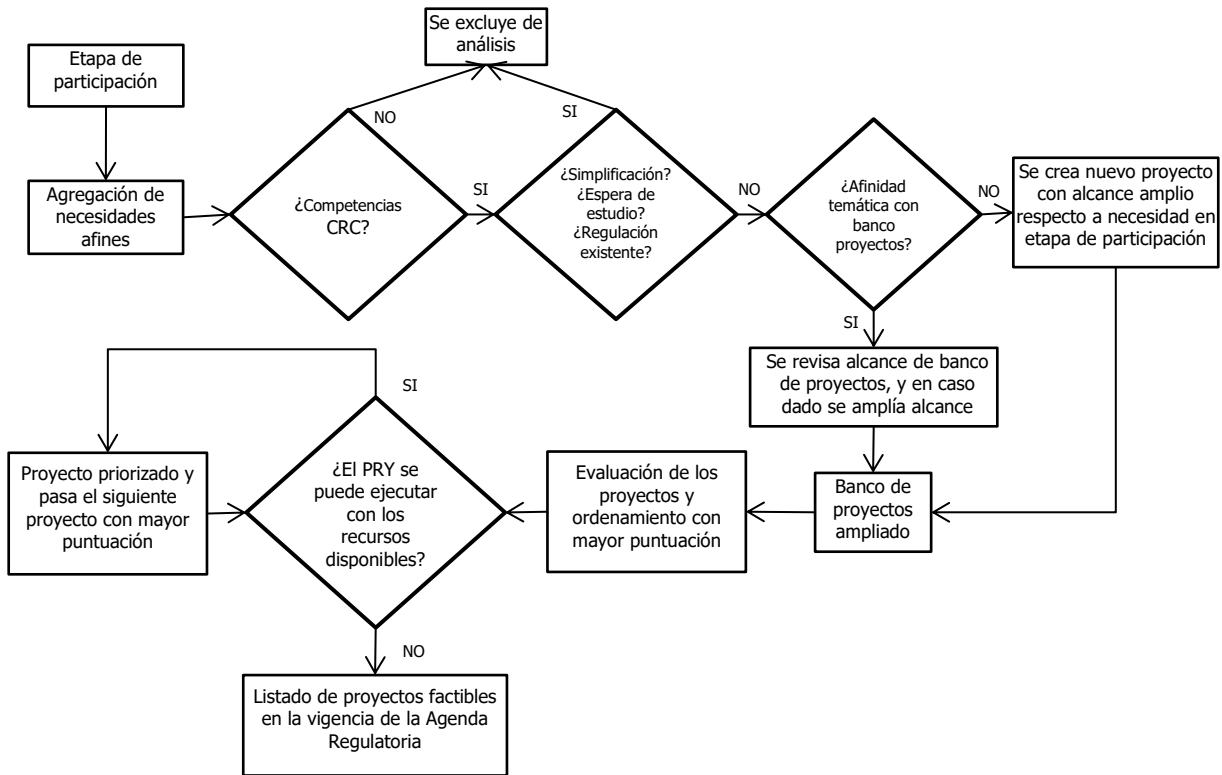 Etapa de
participación
Se excluye de
análisis
Agregación de
necesidades
afines
¿Competencias
CRC?
NO
SI
¿Simplificación?
¿Espera de
estudio?
¿Regulación
existente?
SI
NO
¿Afinidad
temática con
banco
proyectos?
NO
Se crea nuevo proyecto
con alcance amplio
respecto a necesidad en
etapa de participación
SI
Se revisa alcance de banco
de proyectos, y en caso
dado se amplía alcance
Banco de
proyectos
ampliado
Evaluación de los
proyectos y
ordenamiento con
mayor puntuación
¿El PRY se
puede ejecutar
con los
recursos
disponibles?
SI
Proyecto priorizado y
pasa el siguiente
proyecto con mayor
puntuación
NO
Listado de proyectos factibles
en la vigencia de la Agenda
Regulatoria